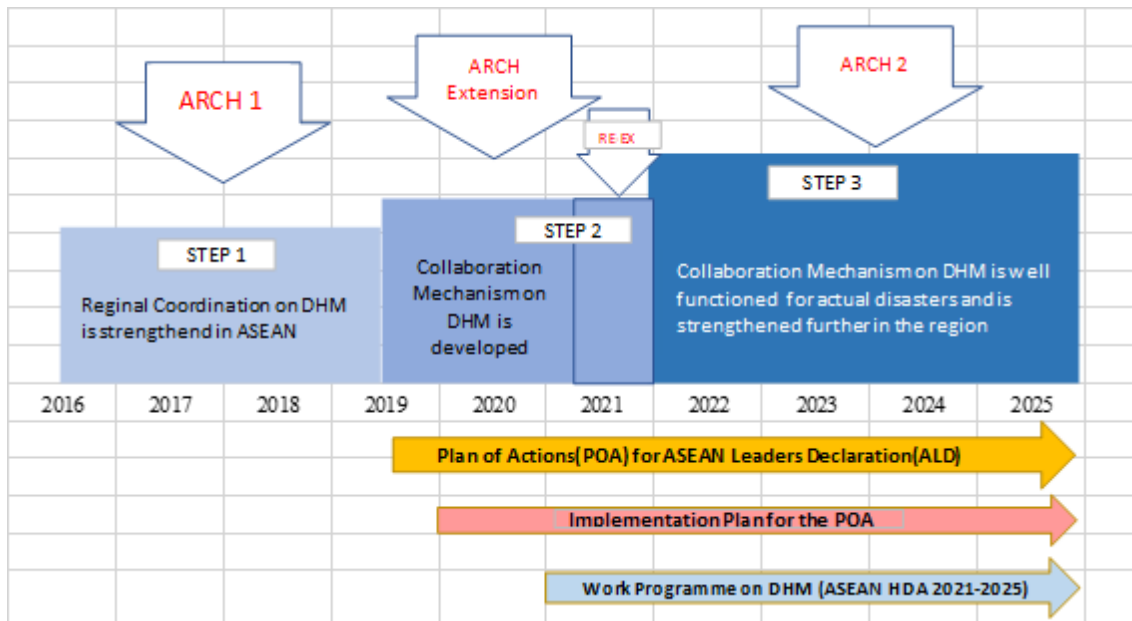 ARCH 1
ARCH
Extension
ARCH 2
RE-EX
STEP 1
STEP 2
STEP 3
Reginal Coordination on DHM
is strengthend in ASEAN
Collaboration
Mechanism on
DHM is
developed
Collaboration Mechanism on DHM is well
functioned for actual disasters and is
strengthened further in the region
2016 2017 2018 2019 2020 2021 2022 2023 2024 2025
Plan of Actions(POA) for ASEAN Leaders Declaration(ALD)
Implementation Plan for the POA
Work Programme on DHM (ASEAN HDA 2021-2025)